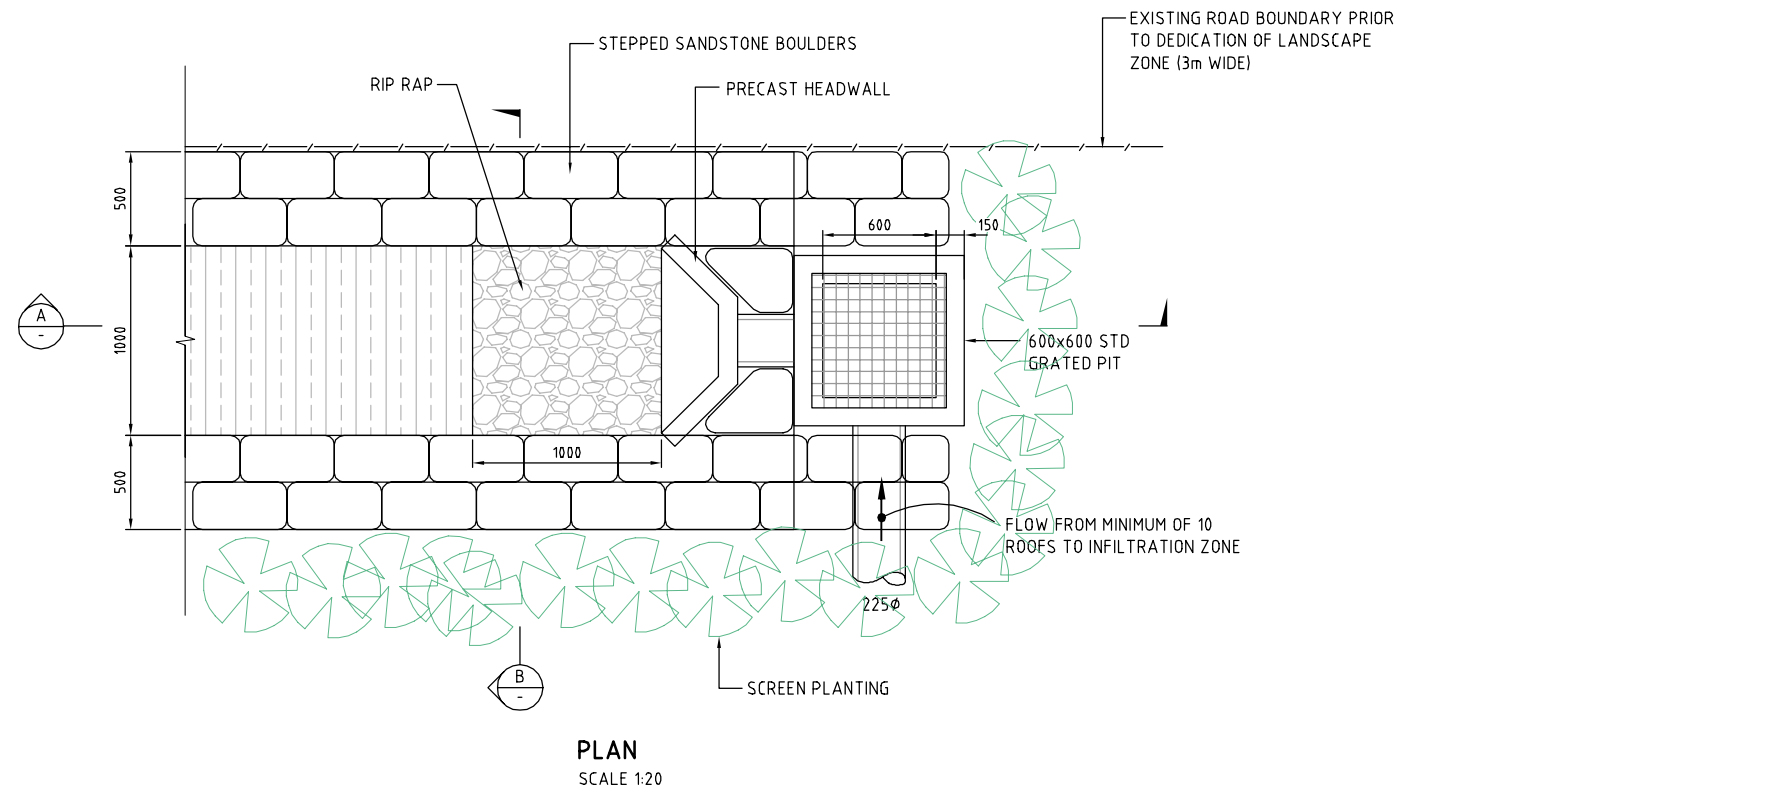 EXISTING ROAD BOUNDARY PRIOR
TO DEDICATION OF LANDSCAPE
ZONE (3m WIDE)
STEPPED SANDSTONE BOULDERS
RIP RAP
PRECAST HEADWALL
500
600
150
A
-
1000
600x600 STD
GRATED PIT
1000
500
FLOW FROM MINIMUM OF 10
ROOFS TO INFILTRATION ZONE
225Ø
B
-
SCREEN PLANTING
PLAN
SCALE 1:20